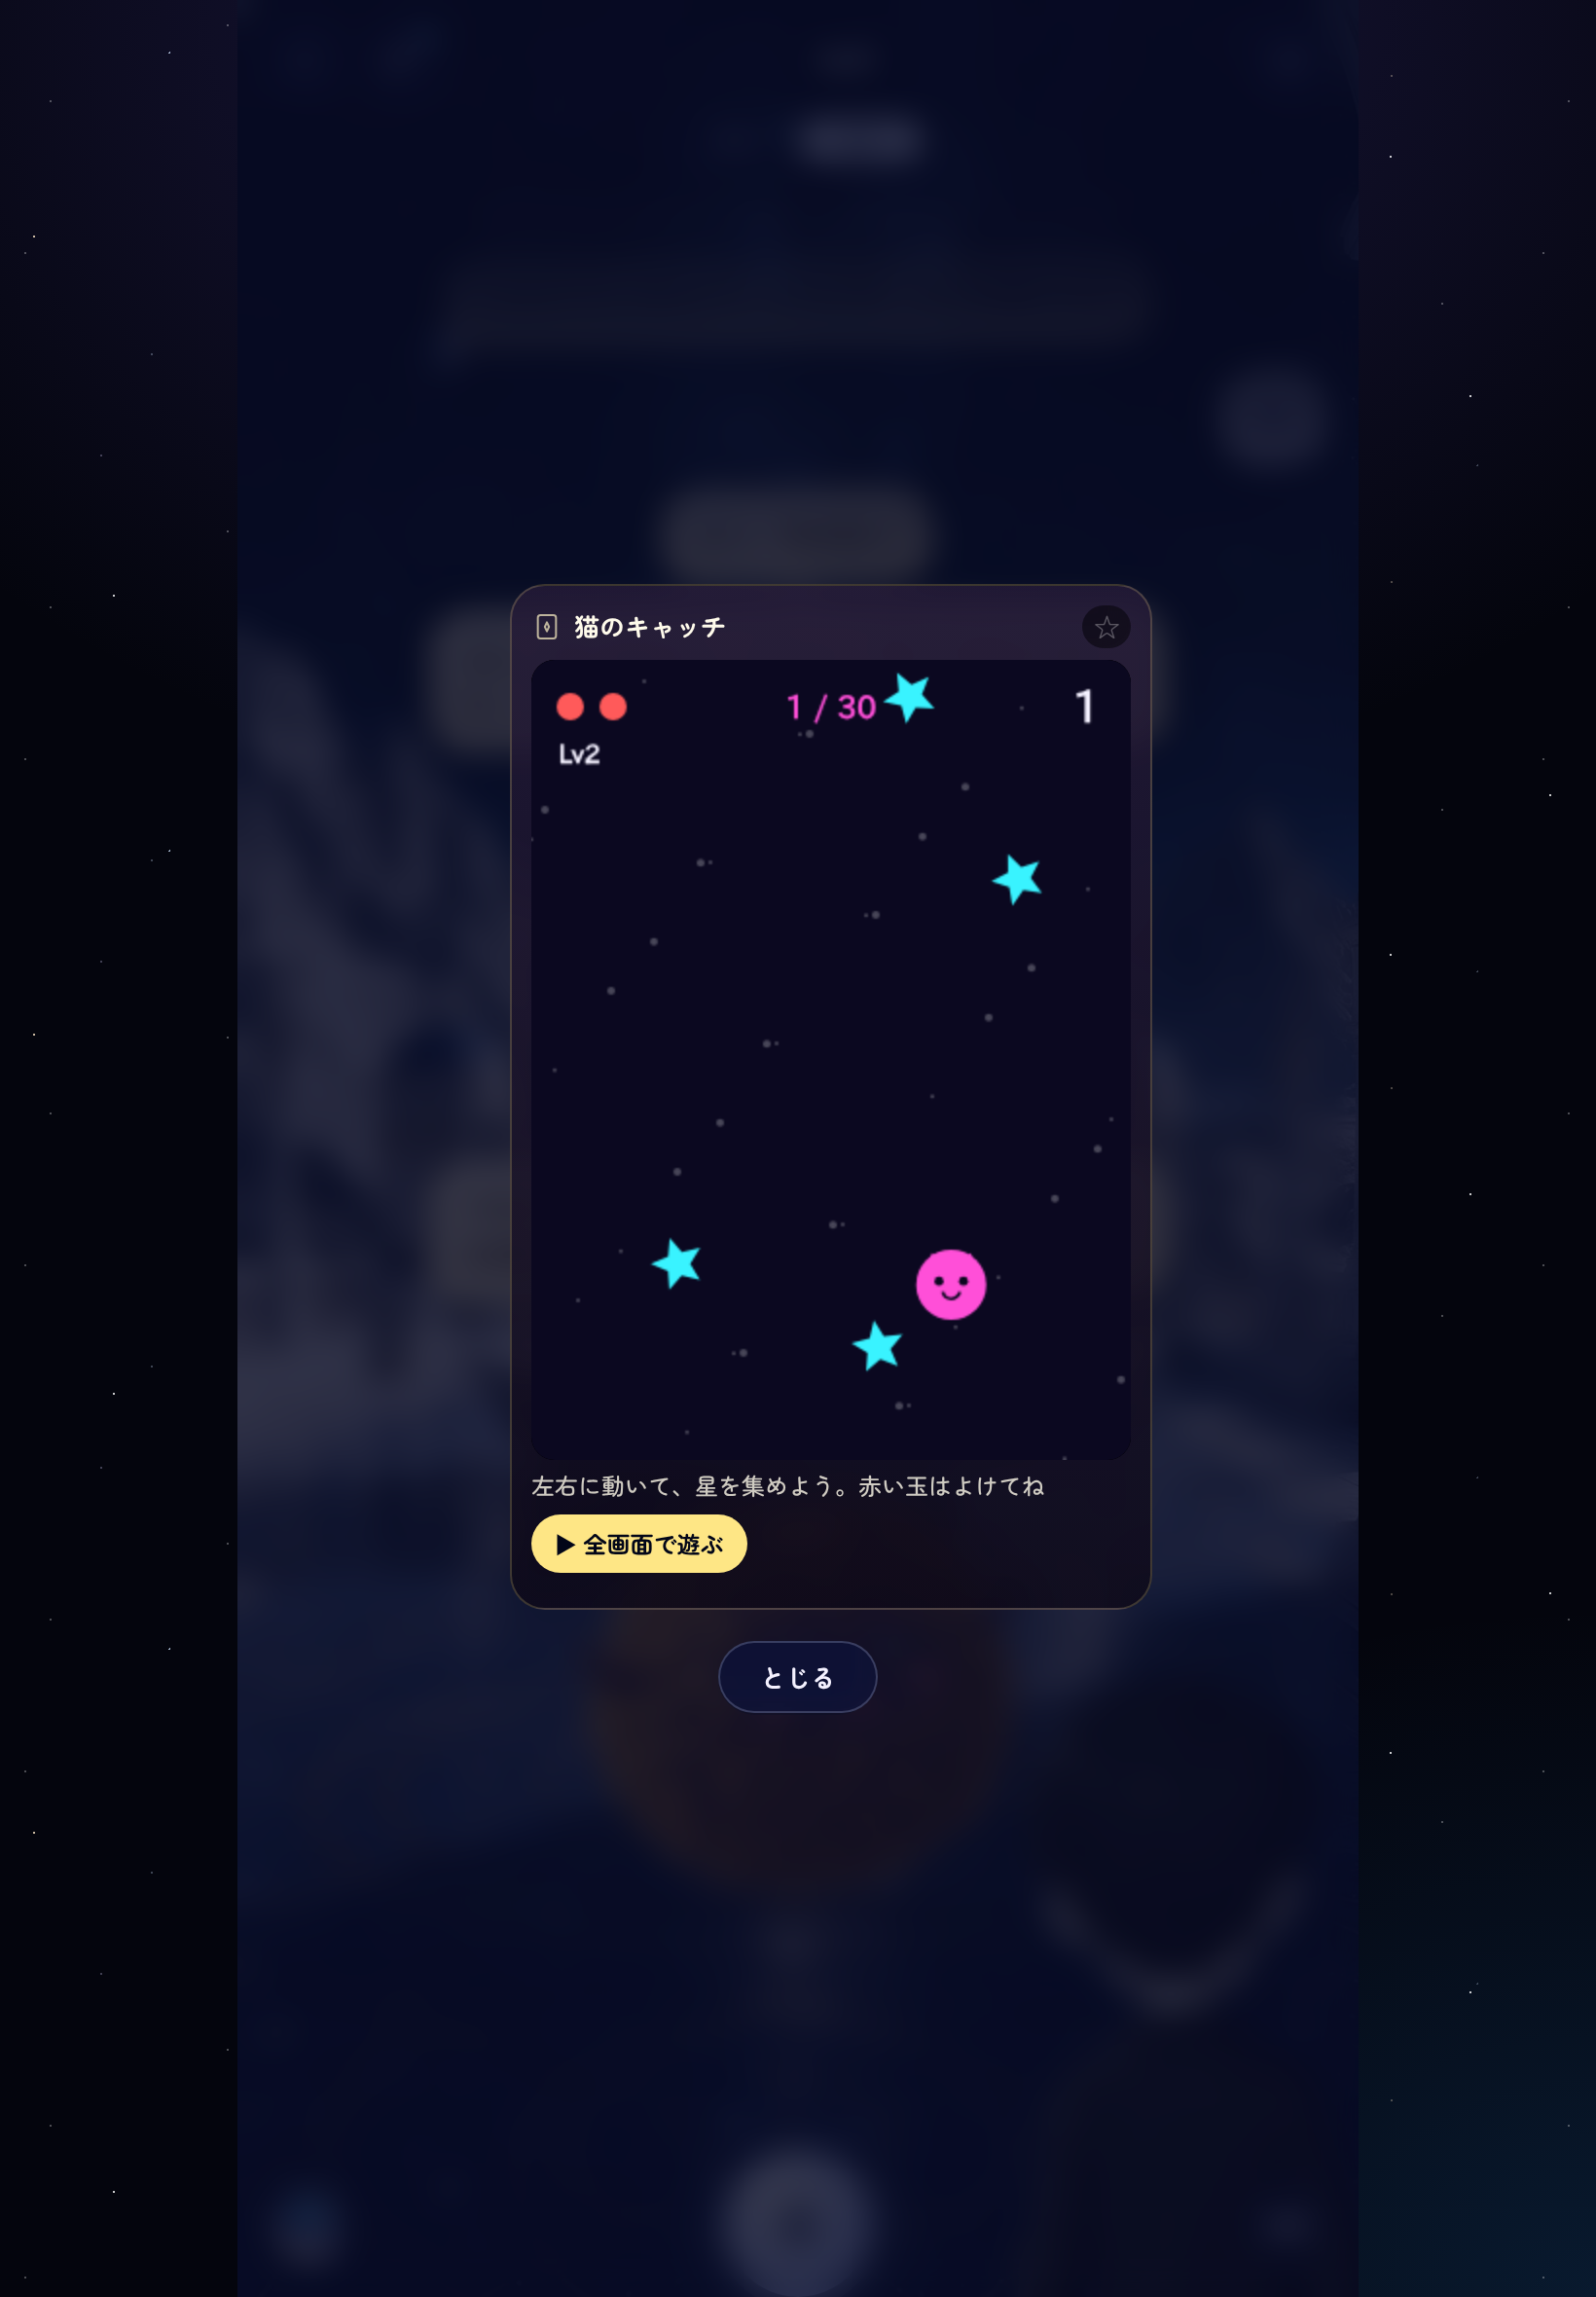 猫のキャッチ
1 / 30
1
Lv2
左右に動いて、星を集めよう。赤い玉はよけてね
▶ 全画面で遊ぶ
とじる